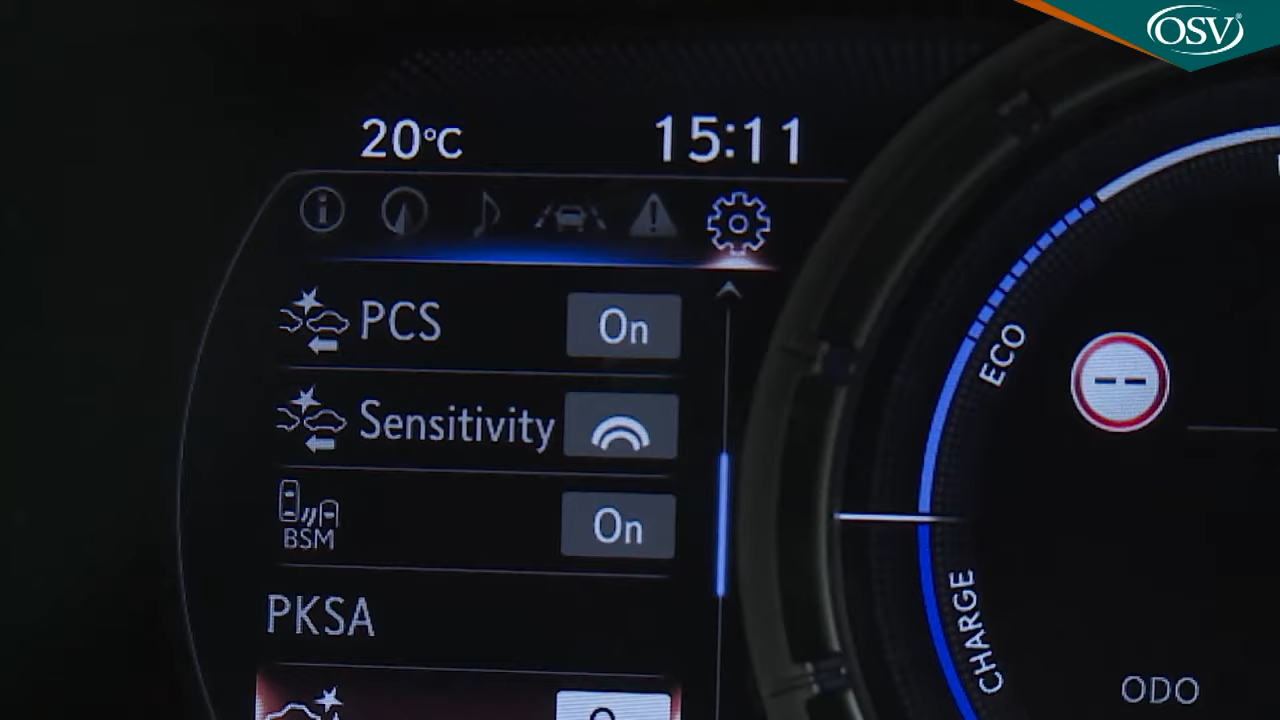 OSV
20°C 15:11
PCS On
Sensitivity
BSM On
PKSA
ECO
--
CHARGE
ODO